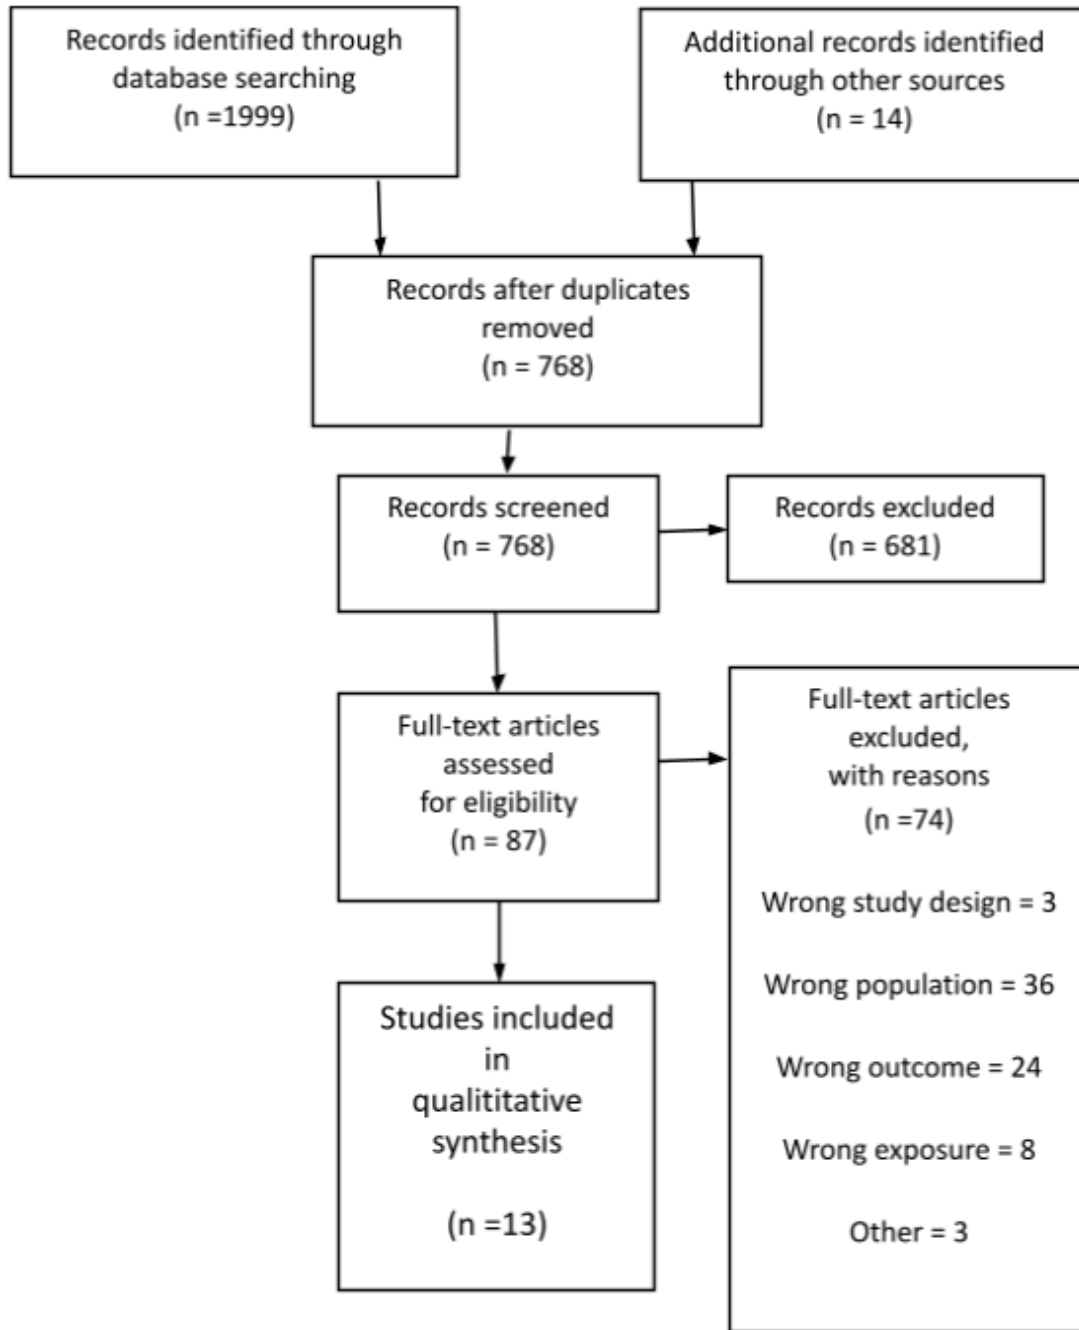 Records identified through
database searching
(n =1999)
Additional records identified
through other sources
(n = 14)
Records after duplicates
removed
(n = 768)
Records screened
(n = 768)
Records excluded
(n = 681)
Full-text articles
assessed
for eligibility
(n = 87)
Full-text articles
excluded,
with reasons
(n =74)
Wrong study design = 3
Wrong population = 36
Wrong outcome = 24
Wrong exposure = 8
Other = 3
Studies included
in
qualititative
synthesis
(n =13)